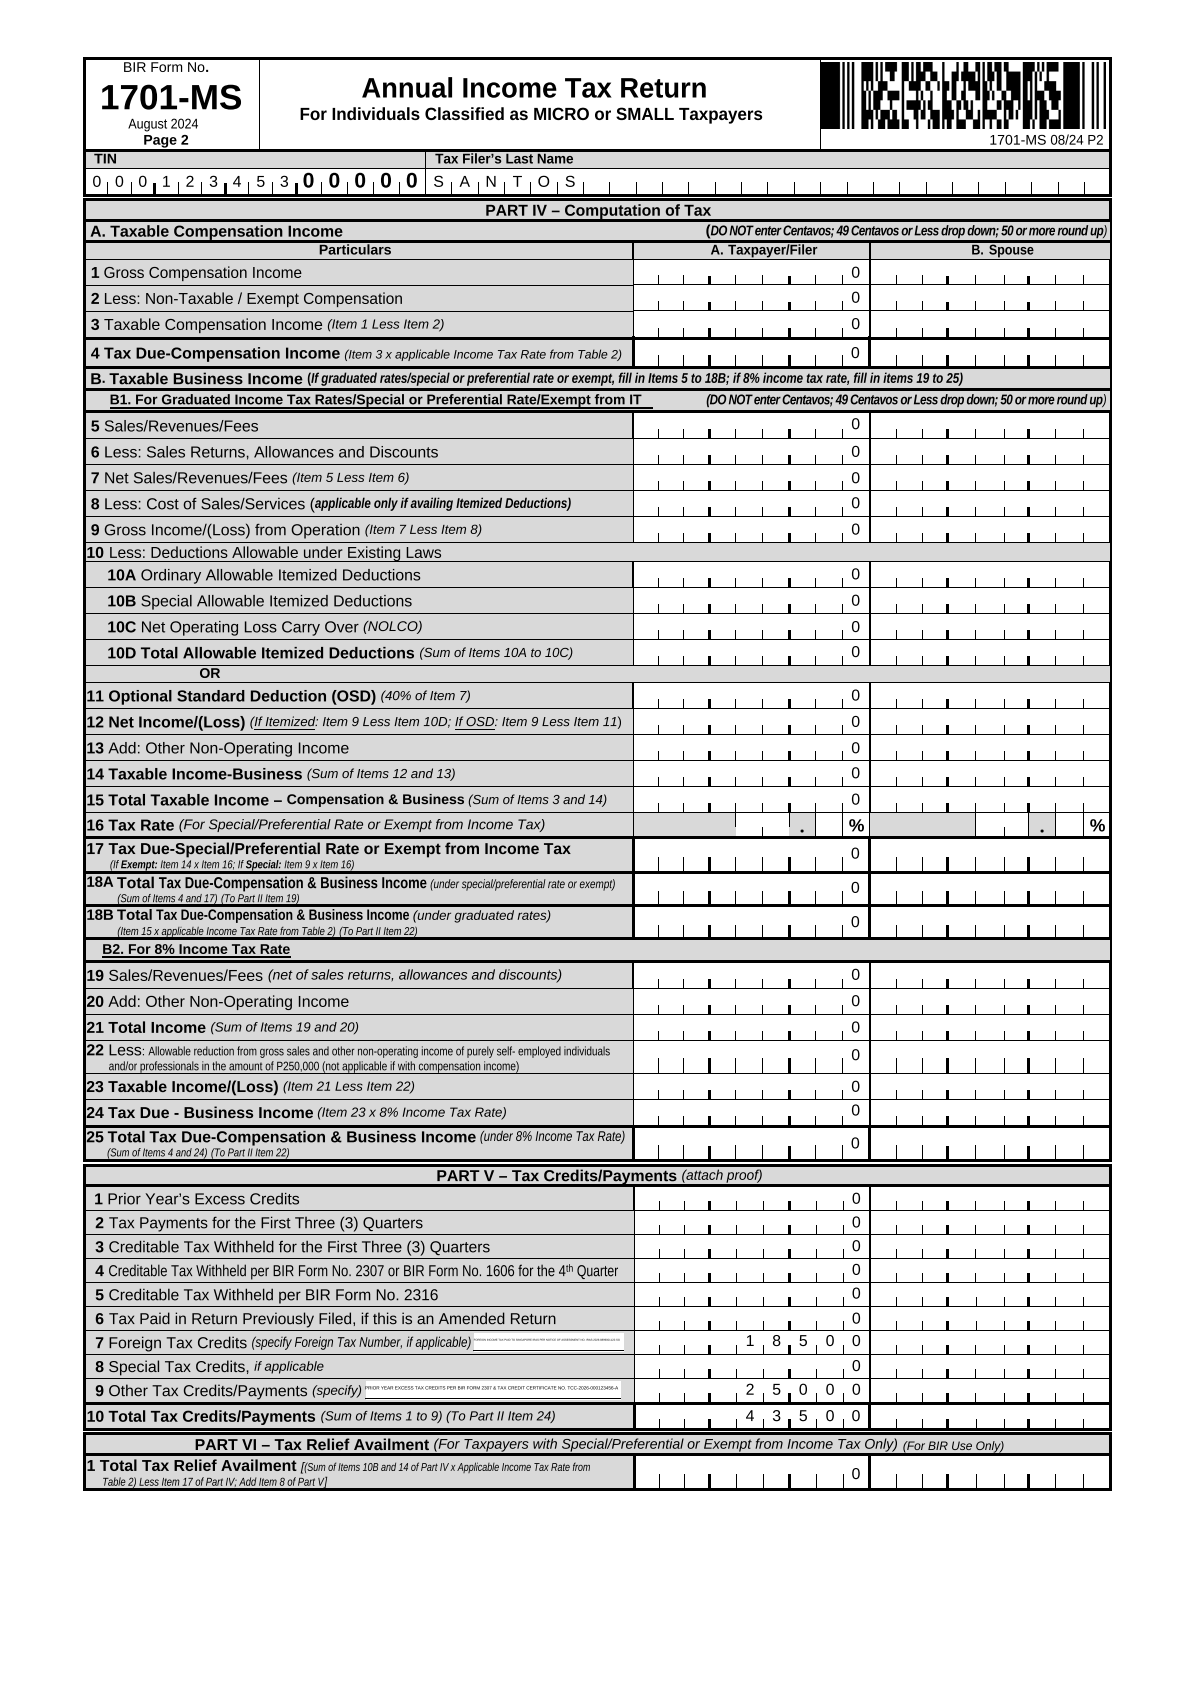 BIR Form No.
1701-MS
August 2024
Page 2
Annual Income Tax Return
For Individuals Classified as MICRO or SMALL Taxpayers
1701-MS 08/24 P2
TIN Tax Filer's Last Name
0 0 0 1 2 3 4 5 3 0 0 0 0 0 S A N T O S
PART IV – Computation of Tax
A. Taxable Compensation Income (DO NOT enter Centavos; 49 Centavos or Less drop down; 50 or more round up)
Particulars A. Taxpayer/Filer B. Spouse
1 Gross Compensation Income 0
2 Less: Non-Taxable / Exempt Compensation 0
3 Taxable Compensation Income (Item 1 Less Item 2) 0
4 Tax Due-Compensation Income (Item 3 x applicable Income Tax Rate from Table 2) 0
B. Taxable Business Income (If graduated rates/special or preferential rate or exempt, fill in Items 5 to 18B; if 8% income tax rate, fill in items 19 to 25)
B1. For Graduated Income Tax Rates/Special or Preferential Rate/Exempt from IT (DO NOT enter Centavos; 49 Centavos or Less drop down; 50 or more round up)
5 Sales/Revenues/Fees 0
6 Less: Sales Returns, Allowances and Discounts 0
7 Net Sales/Revenues/Fees (Item 5 Less Item 6) 0
8 Less: Cost of Sales/Services (applicable only if availing Itemized Deductions) 0
9 Gross Income/(Loss) from Operation (Item 7 Less Item 8) 0
10 Less: Deductions Allowable under Existing Laws
10A Ordinary Allowable Itemized Deductions 0
10B Special Allowable Itemized Deductions 0
10C Net Operating Loss Carry Over (NOLCO) 0
10D Total Allowable Itemized Deductions (Sum of Items 10A to 10C) 0
OR
11 Optional Standard Deduction (OSD) (40% of Item 7) 0
12 Net Income/(Loss) (If Itemized: Item 9 Less Item 10D; If OSD: Item 9 Less Item 11) 0
13 Add: Other Non-Operating Income 0
14 Taxable Income-Business (Sum of Items 12 and 13) 0
15 Total Taxable Income – Compensation & Business (Sum of Items 3 and 14) 0
16 Tax Rate (For Special/Preferential Rate or Exempt from Income Tax) . % . %
17 Tax Due-Special/Preferential Rate or Exempt from Income Tax 0
(If Exempt: Item 14 x Item 16; If Special: Item 9 x Item 16)
18A Total Tax Due-Compensation & Business Income (under special/preferential rate or exempt) 0
(Sum of Items 4 and 17) (To Part II Item 19)
18B Total Tax Due-Compensation & Business Income (under graduated rates) 0
(Item 15 x applicable Income Tax Rate from Table 2) (To Part II Item 22)
B2. For 8% Income Tax Rate
19 Sales/Revenues/Fees (net of sales returns, allowances and discounts) 0
20 Add: Other Non-Operating Income 0
21 Total Income (Sum of Items 19 and 20) 0
22 Less: Allowable reduction from gross sales and other non-operating income of purely self- employed individuals 0
and/or professionals in the amount of P250,000 (not applicable if with compensation income)
23 Taxable Income/(Loss) (Item 21 Less Item 22) 0
24 Tax Due - Business Income (Item 23 x 8% Income Tax Rate) 0
25 Total Tax Due-Compensation & Business Income (under 8% Income Tax Rate) 0
(Sum of Items 4 and 24) (To Part II Item 22)
PART V – Tax Credits/Payments (attach proof)
1 Prior Year's Excess Credits 0
2 Tax Payments for the First Three (3) Quarters 0
3 Creditable Tax Withheld for the First Three (3) Quarters 0
4 Creditable Tax Withheld per BIR Form No. 2307 or BIR Form No. 1606 for the 4th Quarter 0
5 Creditable Tax Withheld per BIR Form No. 2316 0
6 Tax Paid in Return Previously Filed, if this is an Amended Return 0
7 Foreign Tax Credits (specify Foreign Tax Number, if applicable) 1 8 5 0 0
8 Special Tax Credits, if applicable 0
9 Other Tax Credits/Payments (specify) PRIOR YEAR EXCESS TAX CREDITS PER BIR FORM 2307 & TAX CREDIT CERTIFICATE NO. TCC-2026-000123456-A 2 5 0 0 0
10 Total Tax Credits/Payments (Sum of Items 1 to 9) (To Part II Item 24) 4 3 5 0 0
PART VI – Tax Relief Availment (For Taxpayers with Special/Preferential or Exempt from Income Tax Only) (For BIR Use Only)
1 Total Tax Relief Availment [(Sum of Items 10B and 14 of Part IV x Applicable Income Tax Rate from 0
Table 2) Less Item 17 of Part IV; Add Item 8 of Part V]